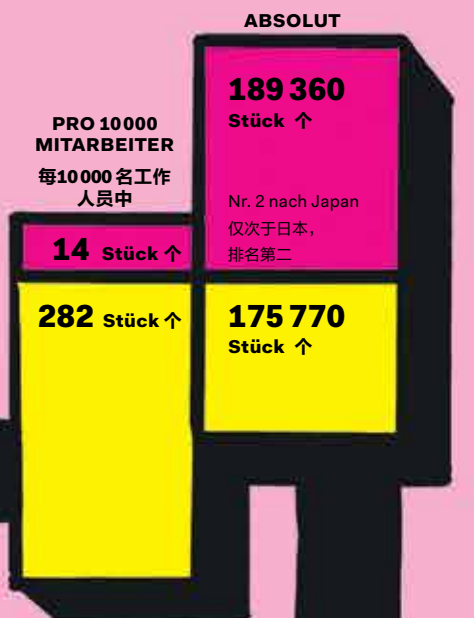 ABSOLUT
189 360
Stück 个
Nr. 2 nach Japan
仅次于日本，
排名第二
PRO 10 000
MITARBEITER
每10 000 名工作
人员中
14 Stück 个
282 Stück 个
175 770
Stück 个